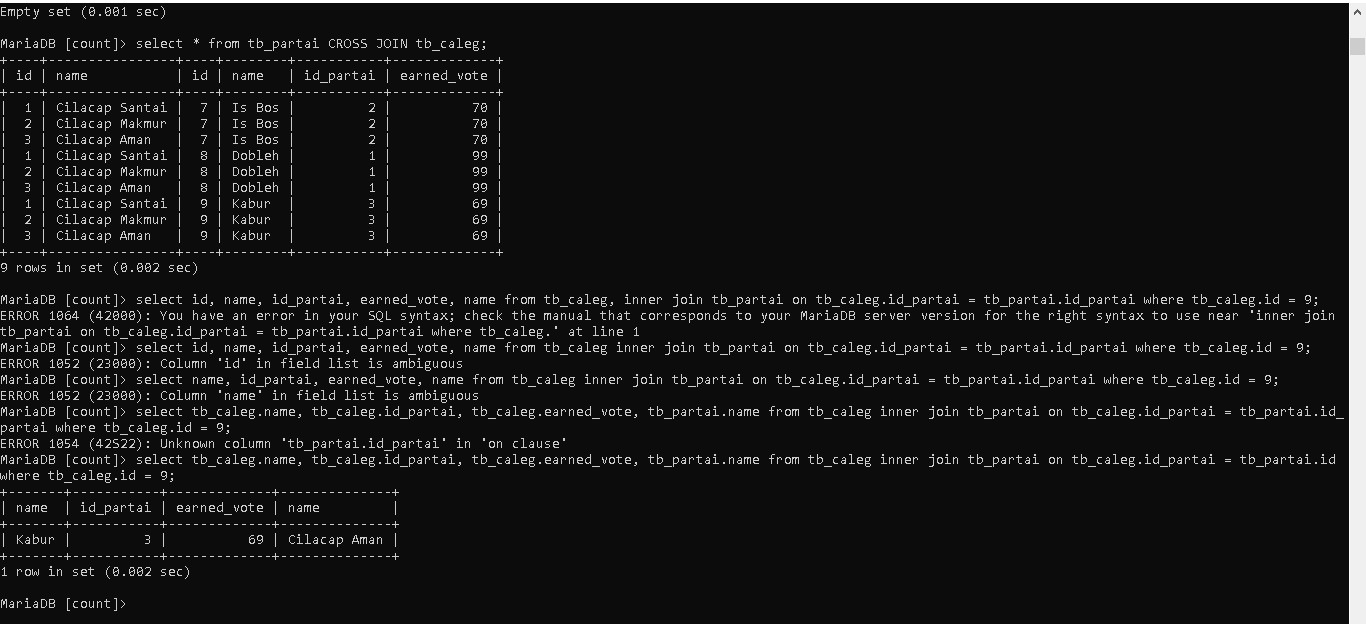 Empty set (0.001 sec)

MariaDB [count]> select * from tb_partai CROSS JOIN tb_caleg;
+----+----------------+----+--------+-----------+-------------+
| id | name           | id | name   | id_partai | earned_vote |
+----+----------------+----+--------+-----------+-------------+
|  1 | Cilacap Santai |  7 | Is Bos |         2 |          70 |
|  2 | Cilacap Makmur |  7 | Is Bos |         2 |          70 |
|  3 | Cilacap Aman   |  7 | Is Bos |         2 |          70 |
|  1 | Cilacap Santai |  8 | Dobleh |         1 |          99 |
|  2 | Cilacap Makmur |  8 | Dobleh |         1 |          99 |
|  3 | Cilacap Aman   |  8 | Dobleh |         1 |          99 |
|  1 | Cilacap Santai |  9 | Kabur  |         3 |          69 |
|  2 | Cilacap Makmur |  9 | Kabur  |         3 |          69 |
|  3 | Cilacap Aman   |  9 | Kabur  |         3 |          69 |
+----+----------------+----+--------+-----------+-------------+
9 rows in set (0.002 sec)

MariaDB [count]> select id, name, id_partai, earned_vote, name from tb_caleg, inner join tb_partai on tb_caleg.id_partai = tb_partai.id_partai where tb_caleg.id = 9;
ERROR 1064 (42000): You have an error in your SQL syntax; check the manual that corresponds to your MariaDB server version for the right syntax to use near 'inner join
tb_partai on tb_caleg.id_partai = tb_partai.id_partai where tb_caleg.' at line 1
MariaDB [count]> select id, name, id_partai, earned_vote, name from tb_caleg inner join tb_partai on tb_caleg.id_partai = tb_partai.id_partai where tb_caleg.id = 9;
ERROR 1052 (23000): Column 'id' in field list is ambiguous
MariaDB [count]> select name, id_partai, earned_vote, name from tb_caleg inner join tb_partai on tb_caleg.id_partai = tb_partai.id_partai where tb_caleg.id = 9;
ERROR 1052 (23000): Column 'name' in field list is ambiguous
MariaDB [count]> select tb_caleg.name, tb_caleg.id_partai, tb_caleg.earned_vote, tb_partai.name from tb_caleg inner join tb_partai on tb_caleg.id_partai = tb_partai.id_
partai where tb_caleg.id = 9;
ERROR 1054 (42S22): Unknown column 'tb_partai.id_partai' in 'on clause'
MariaDB [count]> select tb_caleg.name, tb_caleg.id_partai, tb_caleg.earned_vote, tb_partai.name from tb_caleg inner join tb_partai on tb_caleg.id_partai = tb_partai.id
where tb_caleg.id = 9;
+-------+-----------+-------------+--------------+
| name  | id_partai | earned_vote | name         |
+-------+-----------+-------------+--------------+
| Kabur |         3 |          69 | Cilacap Aman |
+-------+-----------+-------------+--------------+
1 row in set (0.002 sec)

MariaDB [count]>